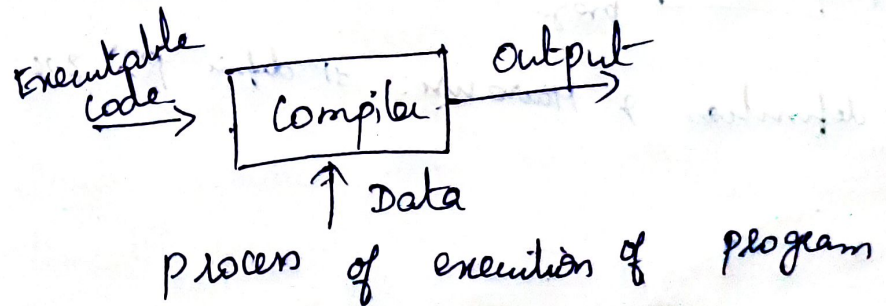 Executable
Code
Compiler
Output
Data
process of execution of program